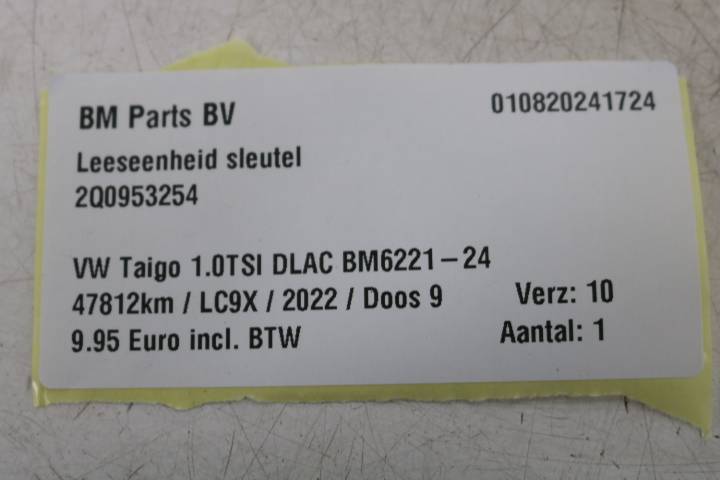 BM Parts BV 010820241724
Leeseenheid sleutel
2Q0953254
VW Taigo 1.0TSI DLAC BM6221-24
47812km / LC9X / 2022 / Doos 9 Verz: 10
9.95 Euro incl. BTW Aantal: 1